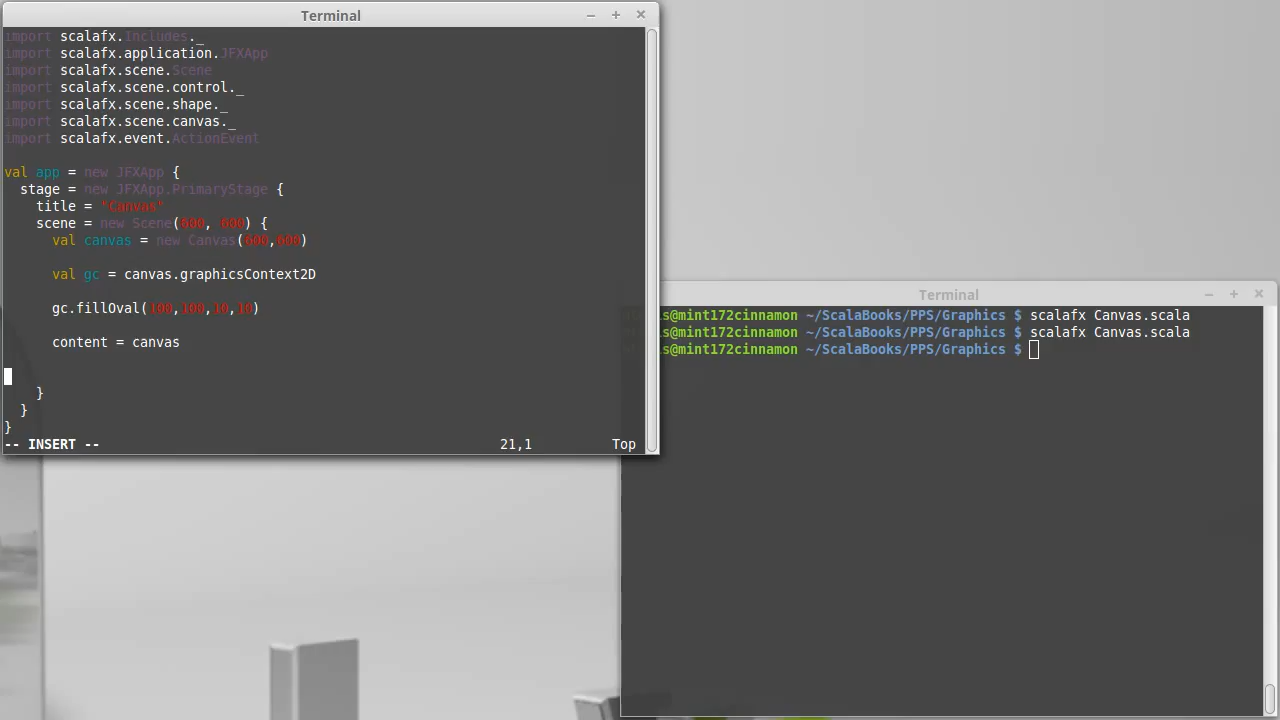 Terminal
import scalafx.Includes._
import scalafx.application.JFXApp
import scalafx.scene.Scene
import scalafx.scene.control._
import scalafx.scene.shape._
import scalafx.scene.canvas._
import scalafx.event.ActionEvent
val app = new JFXApp {
stage = new JFXApp.PrimaryStage {
title = "Canvas"
scene = new Scene(600, 600) {
val canvas = new Canvas(600,600)
val gc = canvas.graphicsContext2D
gc.fillOval(100,100,10,10)
content = canvas
}
}
}
-- INSERT -- 21,1 Top
Terminal
s@mint172cinnamon ~/ScalaBooks/PPS/Graphics $ scalafx Canvas.scala
s@mint172cinnamon ~/ScalaBooks/PPS/Graphics $ scalafx Canvas.scala
s@mint172cinnamon ~/ScalaBooks/PPS/Graphics $